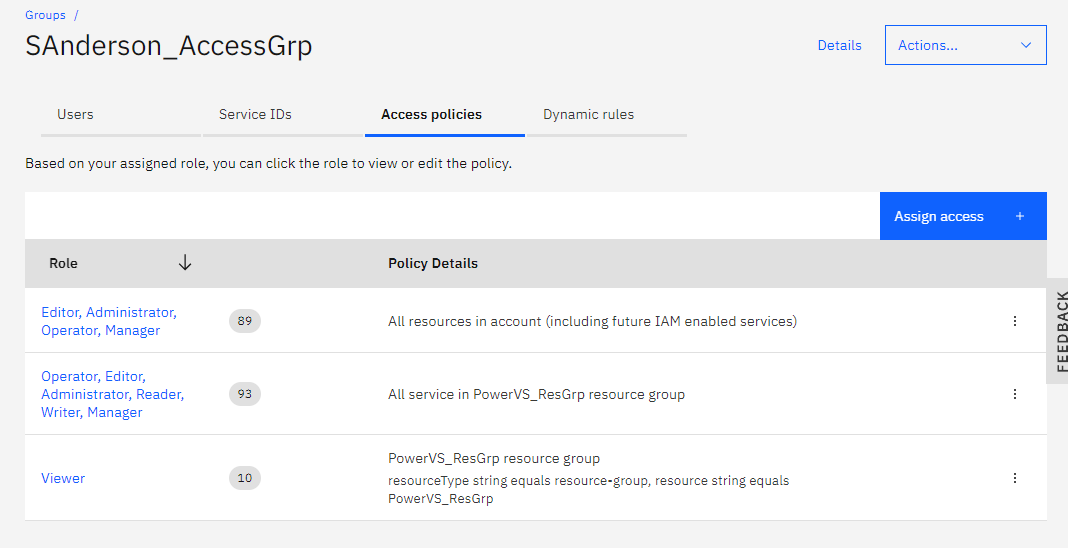 Groups /
SAnderson_AccessGrp
Details
Actions...
Users
Service IDs
Access policies
Dynamic rules
Based on your assigned role, you can click the role to view or edit the policy.
Assign access +
Role
Policy Details
Editor, Administrator,
Operator, Manager
89
All resources in account (including future IAM enabled services)
Operator, Editor,
Administrator, Reader,
Writer, Manager
93
All service in PowerVS_ResGrp resource group
Viewer
10
PowerVS_ResGrp resource group
resourceType string equals resource-group, resource string equals
PowerVS_ResGrp
FEEDBACK